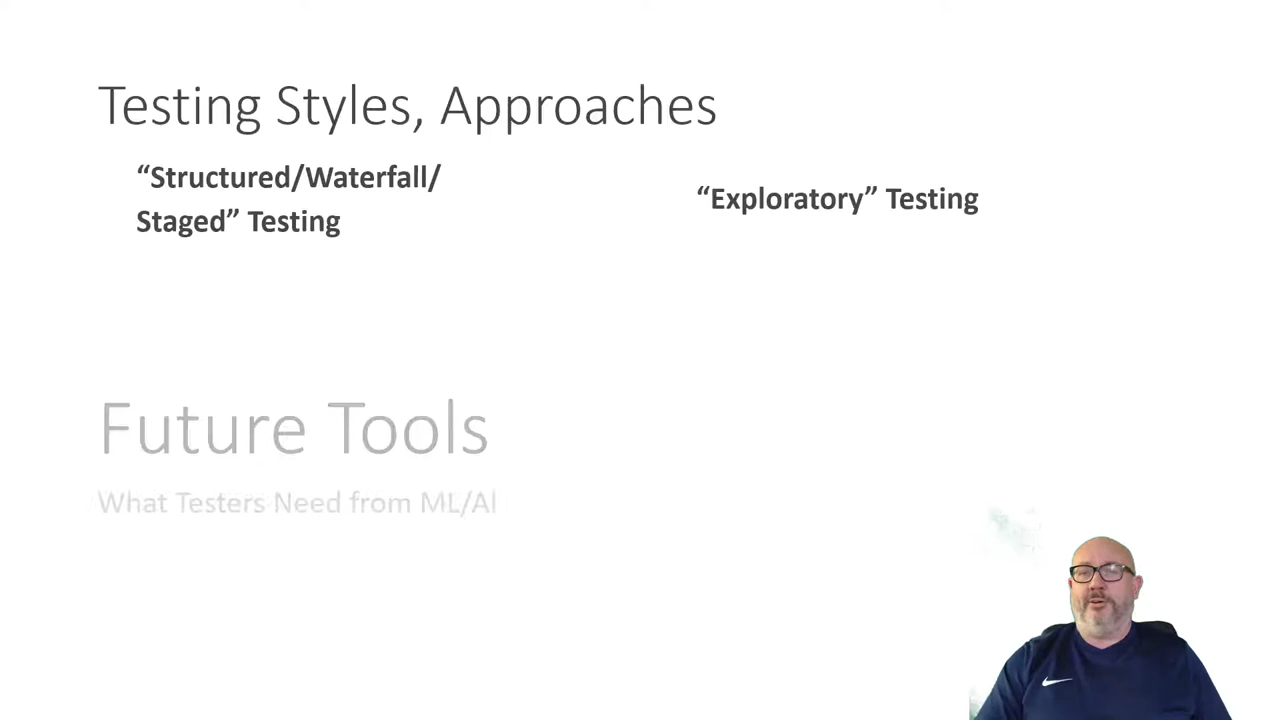 Testing Styles, Approaches
“Structured/Waterfall/
Staged” Testing
“Exploratory” Testing
Future Tools
What Testers Need from ML/AI